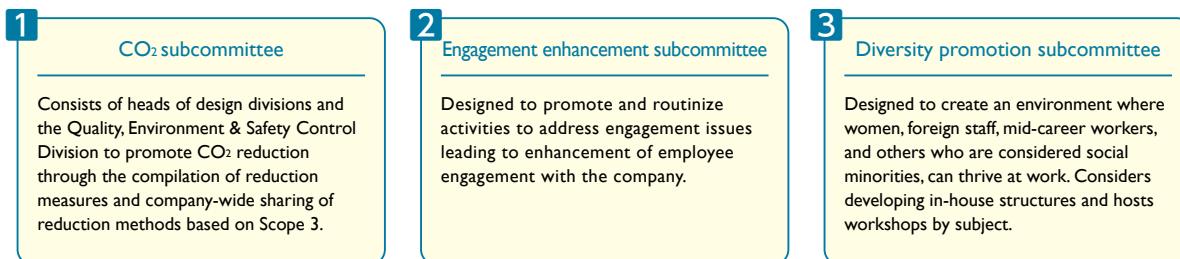 1
CO2 subcommittee
Consists of heads of design divisions and
the Quality, Environment & Safety Control
Division to promote CO2 reduction
through the compilation of reduction
measures and company-wide sharing of
reduction methods based on Scope 3.
2
Engagement enhancement subcommittee
Designed to promote and routinize
activities to address engagement issues
leading to enhancement of employee
engagement with the company.
3
Diversity promotion subcommittee
Designed to create an environment where
women, foreign staff, mid-career workers,
and others who are considered social
minorities, can thrive at work. Considers
developing in-house structures and hosts
workshops by subject.